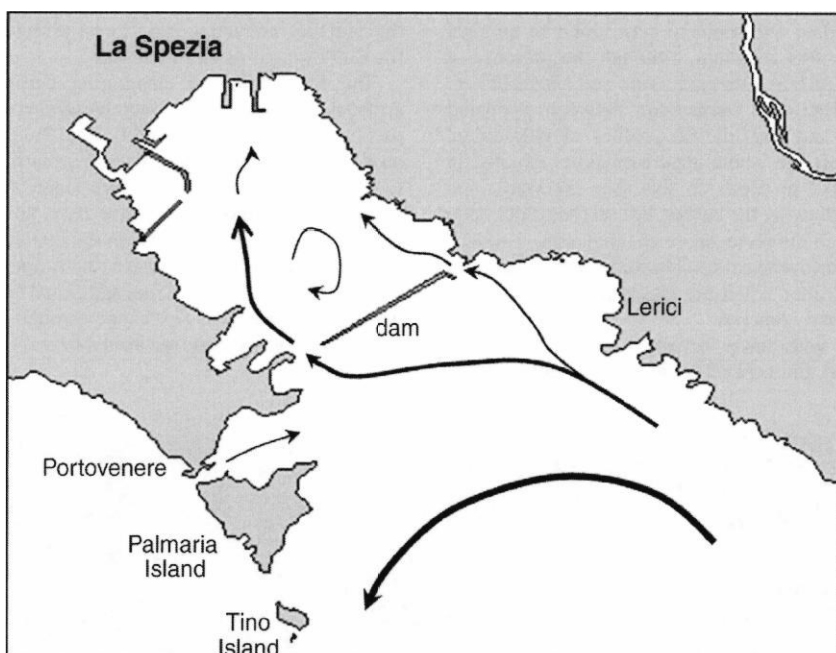 La Spezia
Lerici
dam
Portovenere
Palmaria
Island
Tino
Island